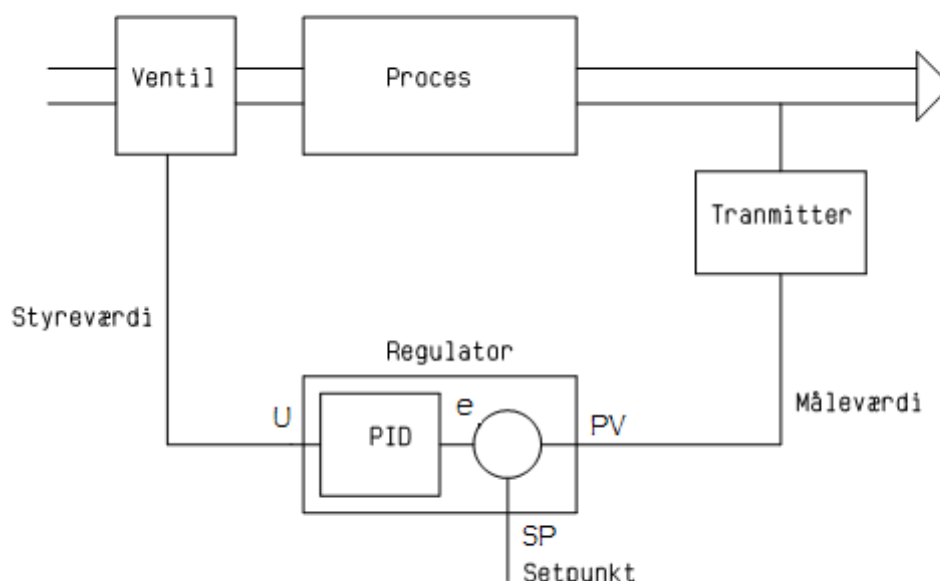 Ventil
Proces
Tranmitter
Styreværdi
Regulator
Måleværdi
U
PID
e
PV
SP
Setpunkt